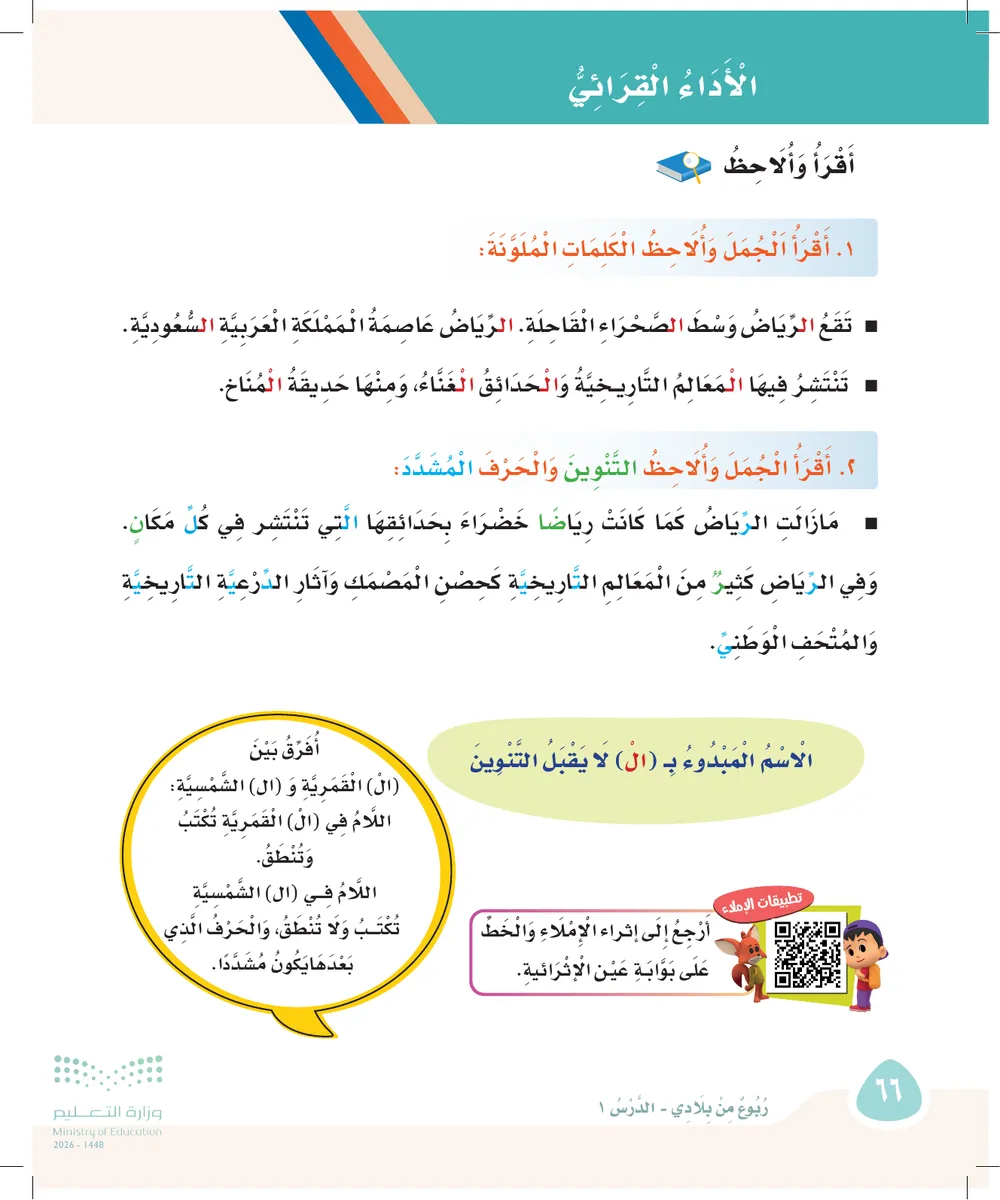 الْأَدَاءُ الْقِرَائِيُّ
أَقْرَأُ وَأُلَاحِظُ
١. أَقْرَأُ اَلْجُمَلَ وَأُلَاحِظُ الْكَلِمَاتِ الْمُلَوَّنَةَ:
▪ تَقَعُ الرِّيَاضُ وَسْطَ الصَّحْرَاءِ الْقَاحِلَةِ. الرِّيَاضُ عَاصِمَةُ الْمَمْلَكَةِ الْعَرَبِيَّةِ السُّعُودِيَّةِ.
▪ تَنْتَشِرُ فِيهَا الْمَعَالِمُ التَّارِيخِيَّةُ وَالْحَدَائِقُ الْغَنَّاءُ، وَمِنْهَا حَدِيقَةُ الْمُنَاخِ.
٢. أَقْرَأُ الْجُمَلَ وَأُلَاحِظُ التَّنْوِينَ وَالْحَرْفَ الْمُشَدَّدَ:
▪ مَازَالَتِ الرِّيَاضُ كَمَا كَانَتْ رِيَاضًا خَضْرَاءَ بِحَدَائِقِهَا الَّتِي تَنْتَشِر فِي كُلِّ مَكَانٍ.
وَفِي الرِّيَاضِ كَثِيرٌ مِنَ الْمَعَالِمِ التَّارِيخِيَّةِ كَحِصْنِ الْمَصْمَكِ وَآثَارِ الدِّرْعِيَّةِ التَّارِيخِيَّةِ
وَالمُتْحَفِ الْوَطَنِيِّ.
الْاسْمُ الْمَبْدُوءُ بِـ (الْ) لَا يَقْبَلُ التَّنْوِينَ
أُفَرِّقُ بَيْنَ
(الْ) الْقَمَرِيَّةِ وَ (ال) الشَّمْسِيَّةِ:
اللَّامُ فِي (الْ) الْقَمَرِيَّةِ تُكْتَبُ
وَتُنْطَقُ.
اللَّامُ فِي (ال) الشَّمْسِيَّةِ
تُكْتَبُ وَلَا تُنْطَقُ، وَالْحَرْفُ الَّذِي
بَعْدَهَا يَكُونُ مُشَدَّدًا.
تطبيقات الإملاء
أَرْجِعُ إِلَى إثراء الْإِمْلَاءِ وَالْخَطِّ
عَلَى بَوَّابَةِ عَيْنِ الْإِثْرَائيةِ.
وزارة التعليم
Ministry of Education
2026 - 1448
رُبُوعٌ مِنْ بِلَادِي - الدَّرْسُ ١
٦٦